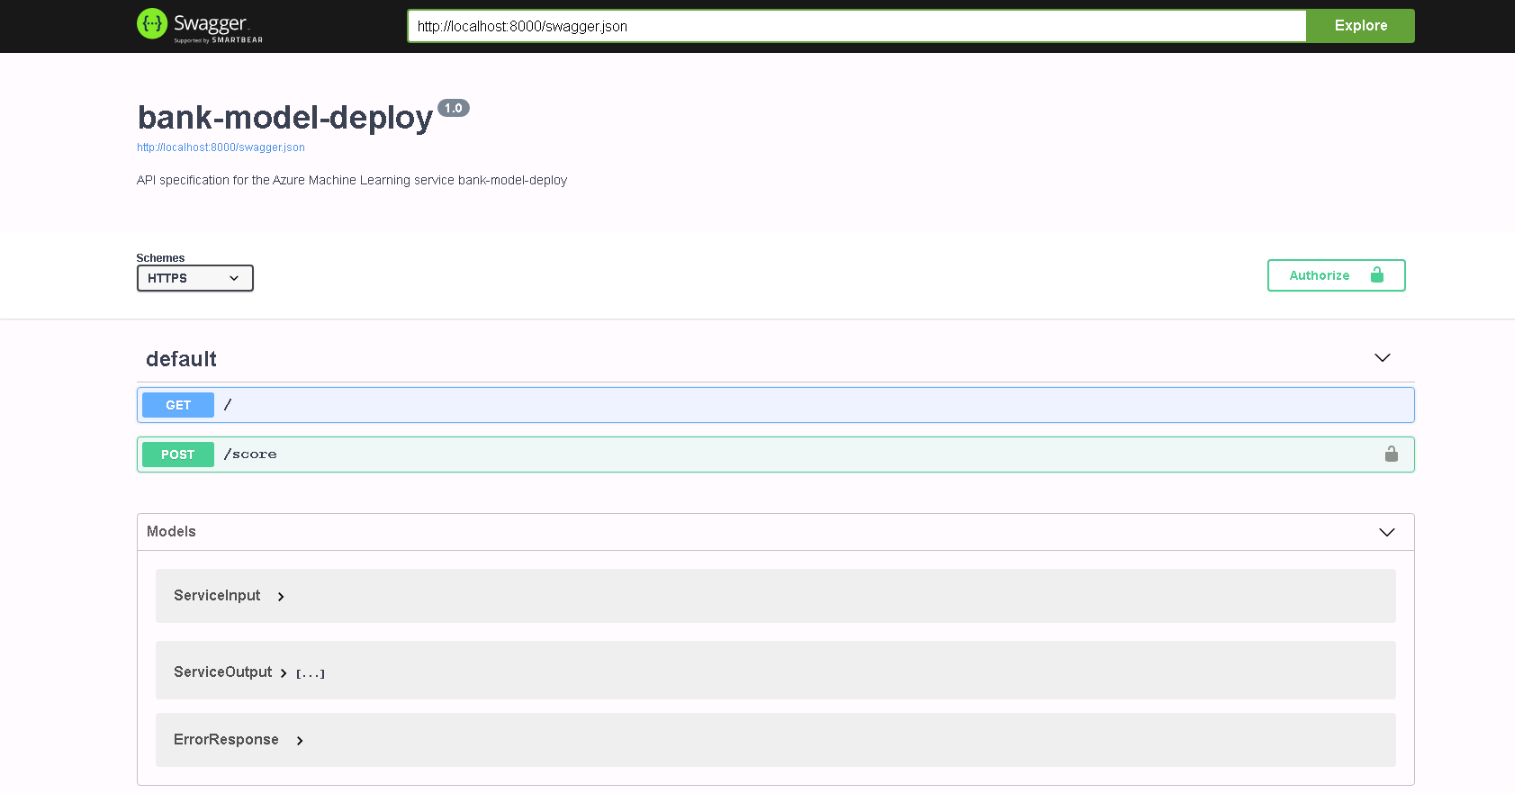 {...} Swagger.
Supported by SMARTBEAR
http://localhost:8000/swagger.json
Explore
bank-model-deploy 1.0
http://localhost:8000/swagger.json
API specification for the Azure Machine Learning service bank-model-deploy
Schemes
HTTPS
Authorize
default
GET /
POST /score
Models
ServiceInput >
ServiceOutput > [...]
ErrorResponse >